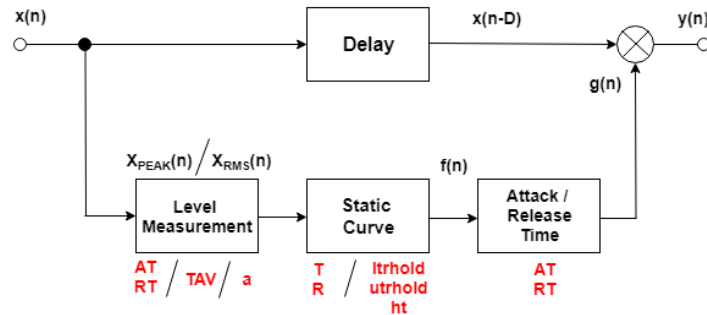 x(n)
Delay
x(n-D)
y(n)
g(n)
XPEAK(n) / XRMS(n)
f(n)
Level
Measurement
Static
Curve
Attack /
Release
Time
AT
RT / TAV / a
T
R / ltrhold
utrhold
ht
AT
RT